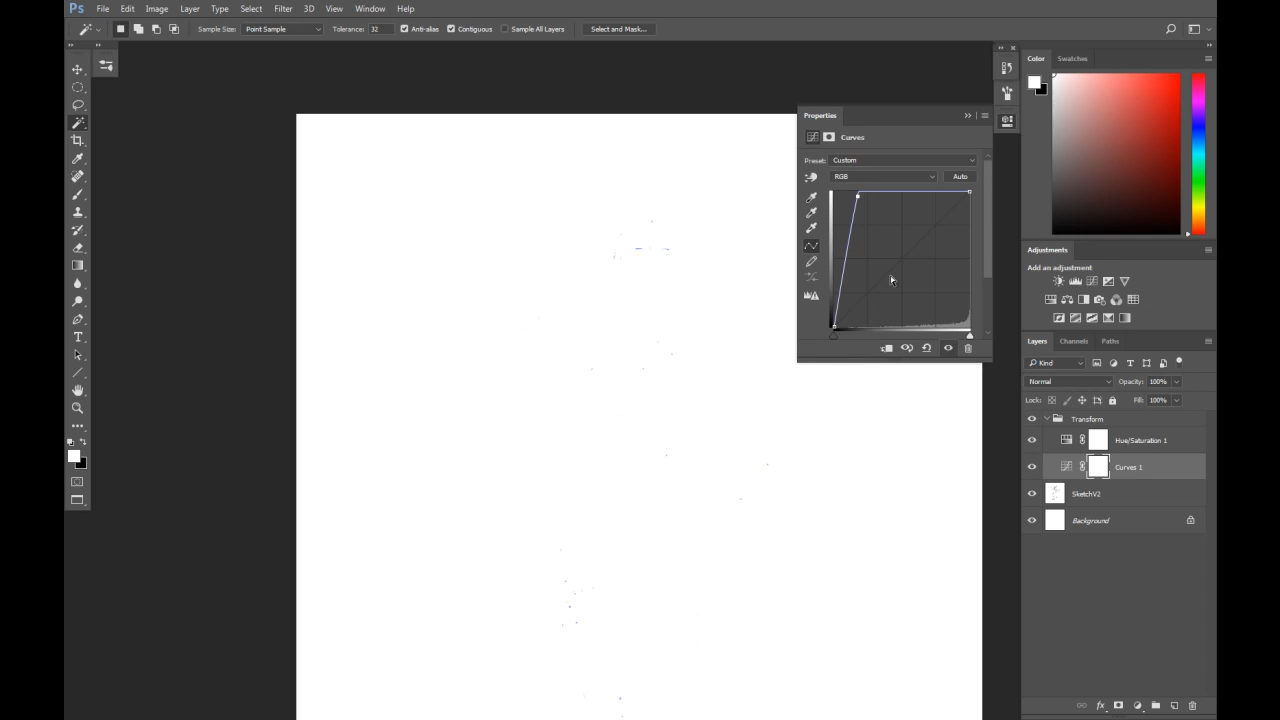 Ps File Edit Image Layer Type Select Filter 3D View Window Help
Sample Size: Point Sample Tolerance: 32 Anti-alias Contiguous Sample All Layers Select and Mask...
Color Swatches
Properties
Curves
Preset: Custom
RGB Auto
Adjustments
Add an adjustment
Layers Channels Paths
Kind
Normal Opacity: 100%
Lock: Fill: 100%
Transform
Hue/Saturation 1
Curves 1
SketchV2
Background